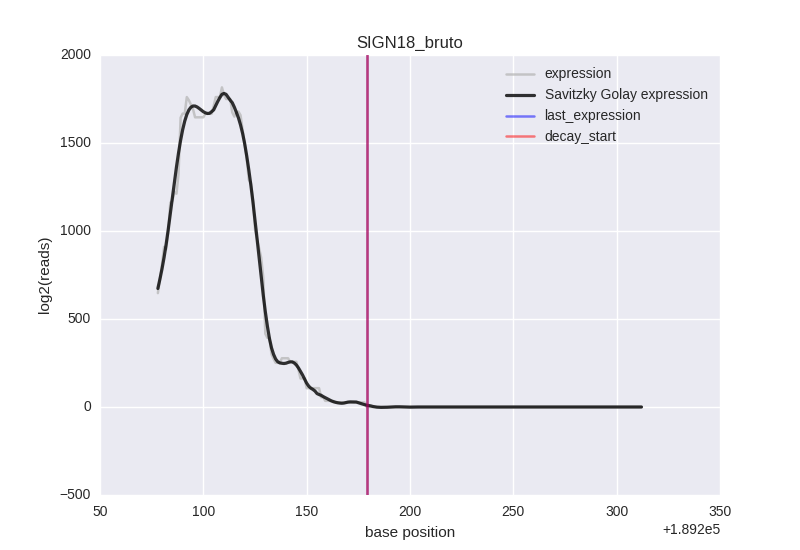 SIGN18_bruto
2000
1500
1000
500
0
−500
log2(reads)
expression
Savitzky Golay expression
last_expression
decay_start
50 100 150 200 250 300 350
+1.892e5
base position